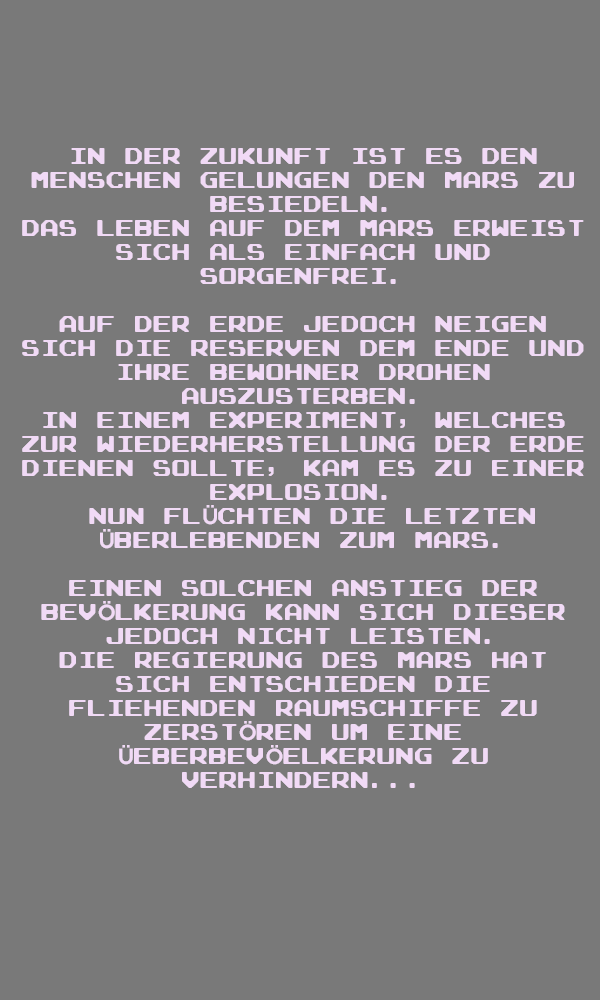 IN DER ZUKUNFT IST ES DEN
MENSCHEN GELUNGEN DEN MARS ZU
BESIEDELN.
DAS LEBEN AUF DEM MARS ERWEIST
SICH ALS EINFACH UND
SORGENFREI.
AUF DER ERDE JEDOCH NEIGEN
SICH DIE RESERVEN DEM ENDE UND
IHRE BEWOHNER DROHEN
AUSZUSTERBEN.
IN EINEM EXPERIMENT, WELCHES
ZUR WIEDERHERSTELLUNG DER ERDE
DIENEN SOLLTE, KAM ES ZU EINER
EXPLOSION.
NUN FLÜCHTEN DIE LETZTEN
ÜBERLEBENDEN ZUM MARS.
EINEN SOLCHEN ANSTIEG DER
BEVÖLKERUNG KANN SICH DIESER
JEDOCH NICHT LEISTEN.
DIE REGIERUNG DES MARS HAT
SICH ENTSCHIEDEN DIE
FLIEHENDEN RAUMSCHIFFE ZU
ZERSTÖREN UM EINE
ÜEBERBEVÖELKERUNG ZU
VERHINDERN...